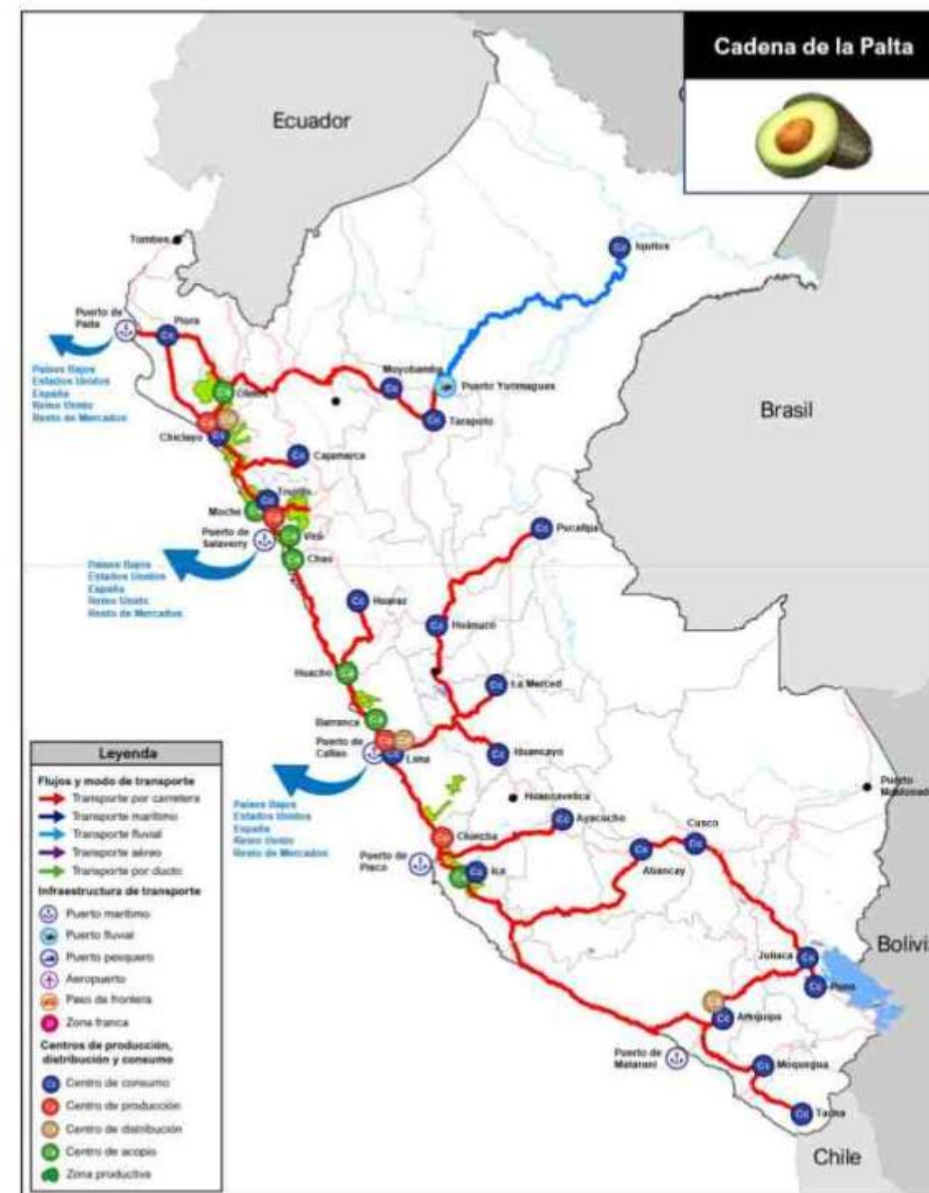 Cadena de la Palta
Ecuador
Tumbes
Iquitos
Puerto de
Paita
Piura
Países Bajos
Estados Unidos
España
Reino Unido
Resto de Mercados
Moyobamba
Puerto Yurimaguas
Olmos
Tarapoto
Brasil
Chiclayo
Cajamarca
Trujillo
Moche
Puerto de
Salaverry
Virú
Chao
Pucallpa
Países Bajos
Estados Unidos
España
Reino Unido
Resto de Mercados
Huaraz
Huánuco
Huacho
La Merced
Barranca
Puerto de
Callao
Lima
Huancayo
Puerto
Maldonado
Países Bajos
Estados Unidos
España
Reino Unido
Resto de Mercados
Huancavelica
Ayacucho
Chincha
Cusco
Puerto de
Pisco
Ica
Abancay
Bolivi
Juliaca
Puno
Arequipa
Puerto de
Matarani
Moquegua
Tacna
Chile
Leyenda
Flujos y modo de transporte
Transporte por carretera
Transporte marítimo
Transporte fluvial
Transporte aéreo
Transporte por ducto
Infraestructura de transporte
Puerto marítimo
Puerto fluvial
Puerto pesquero
Aeropuerto
Paso de frontera
Zona franca
Centros de producción,
distribución y consumo
Cc Centro de consumo
Centro de producción
Centro de distribución
Ca Centro de acopio
Zona productiva